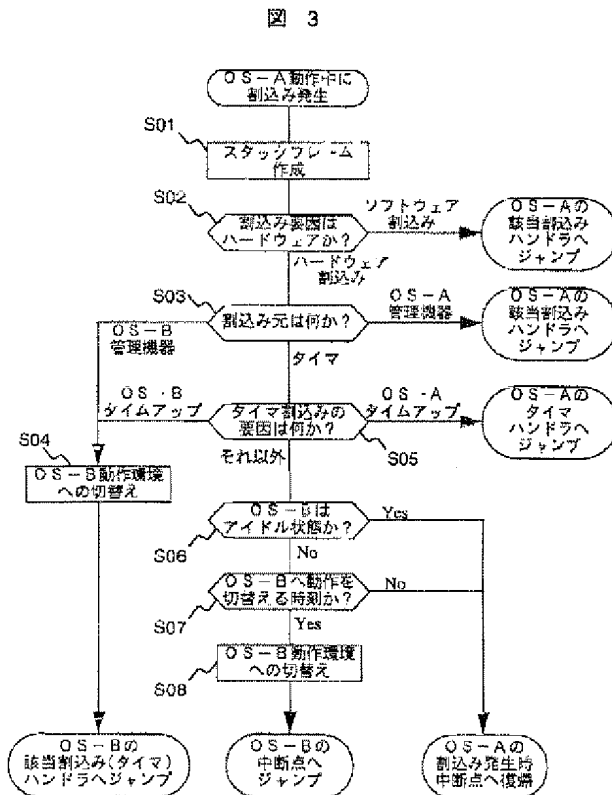 図 3
OS-A動作中に
割込み発生
S01
スタックフレーム
作成
S02
割込み要因は
ハードウェアか?
ソフトウェア
割込み
OS-Aの
該当割込み
ハンドラへ
ジャンプ
ハードウェア
割込み
S03
割込み元は何か?
OS-A
管理機器
OS-Aの
該当割込み
ハンドラへ
ジャンプ
OS-B
管理機器
タイマ
OS-B
タイムアップ
タイマ割込みの
要因は何か?
OS-A
タイムアップ
OS-Aの
タイマ
ハンドラへ
ジャンプ
S04
S05
OS-B動作環境
への切替え
それ以外
OS-Bは
アイドル状態か?
Yes
S06
No
OS-Bへ動作を
切替える時刻か?
No
S07
Yes
OS-B動作環境
への切替え
S08
OS-Bの
該当割込み(タイマ)
ハンドラへジャンプ
OS-Bの
中断点へ
ジャンプ
OS-Aの
割込み発生時
中断点へ復帰